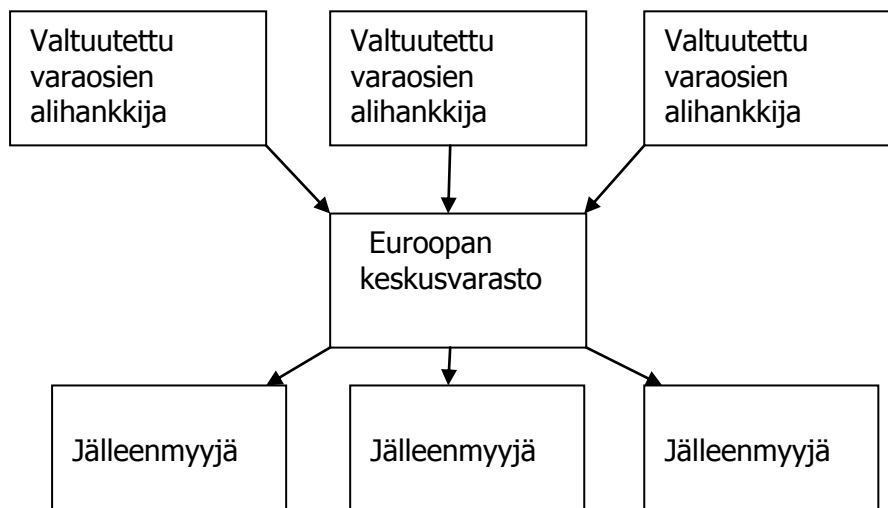 Valtuutettu
varaosien
alihankkija
Valtuutettu
varaosien
alihankkija
Valtuutettu
varaosien
alihankkija
Euroopan
keskusvarasto
Jälleenmyyjä
Jälleenmyyjä
Jälleenmyyjä